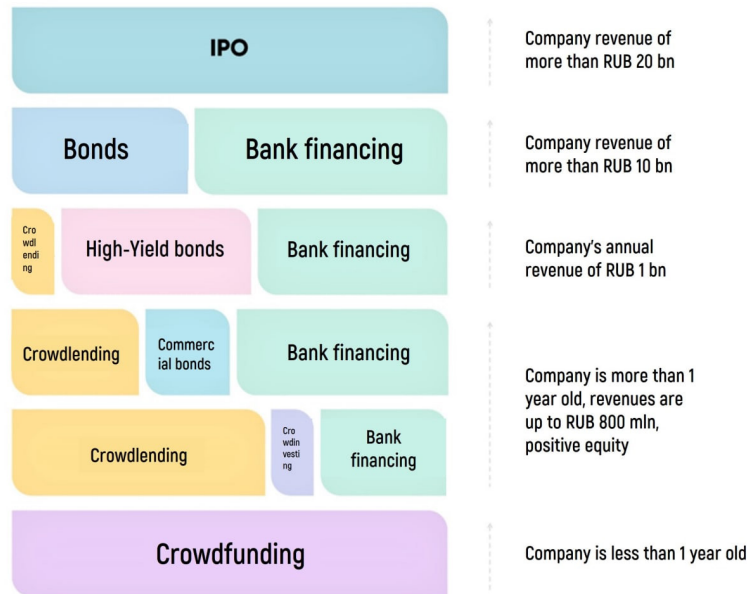 IPO
Company revenue of
more than RUB 20 bn
Bonds
Bank financing
Company revenue of
more than RUB 10 bn
Cro
wdl
endi
ng
High-Yield bonds
Bank financing
Company's annual
revenue of RUB 1 bn
Crowdlending
Commerc
ial bonds
Bank financing
Company is more than 1
year old, revenues are
up to RUB 800 mln,
positive equity
Crowdlending
Cro
wdin
vesti
ng
Bank
financing
Crowdfunding
Company is less than 1 year old